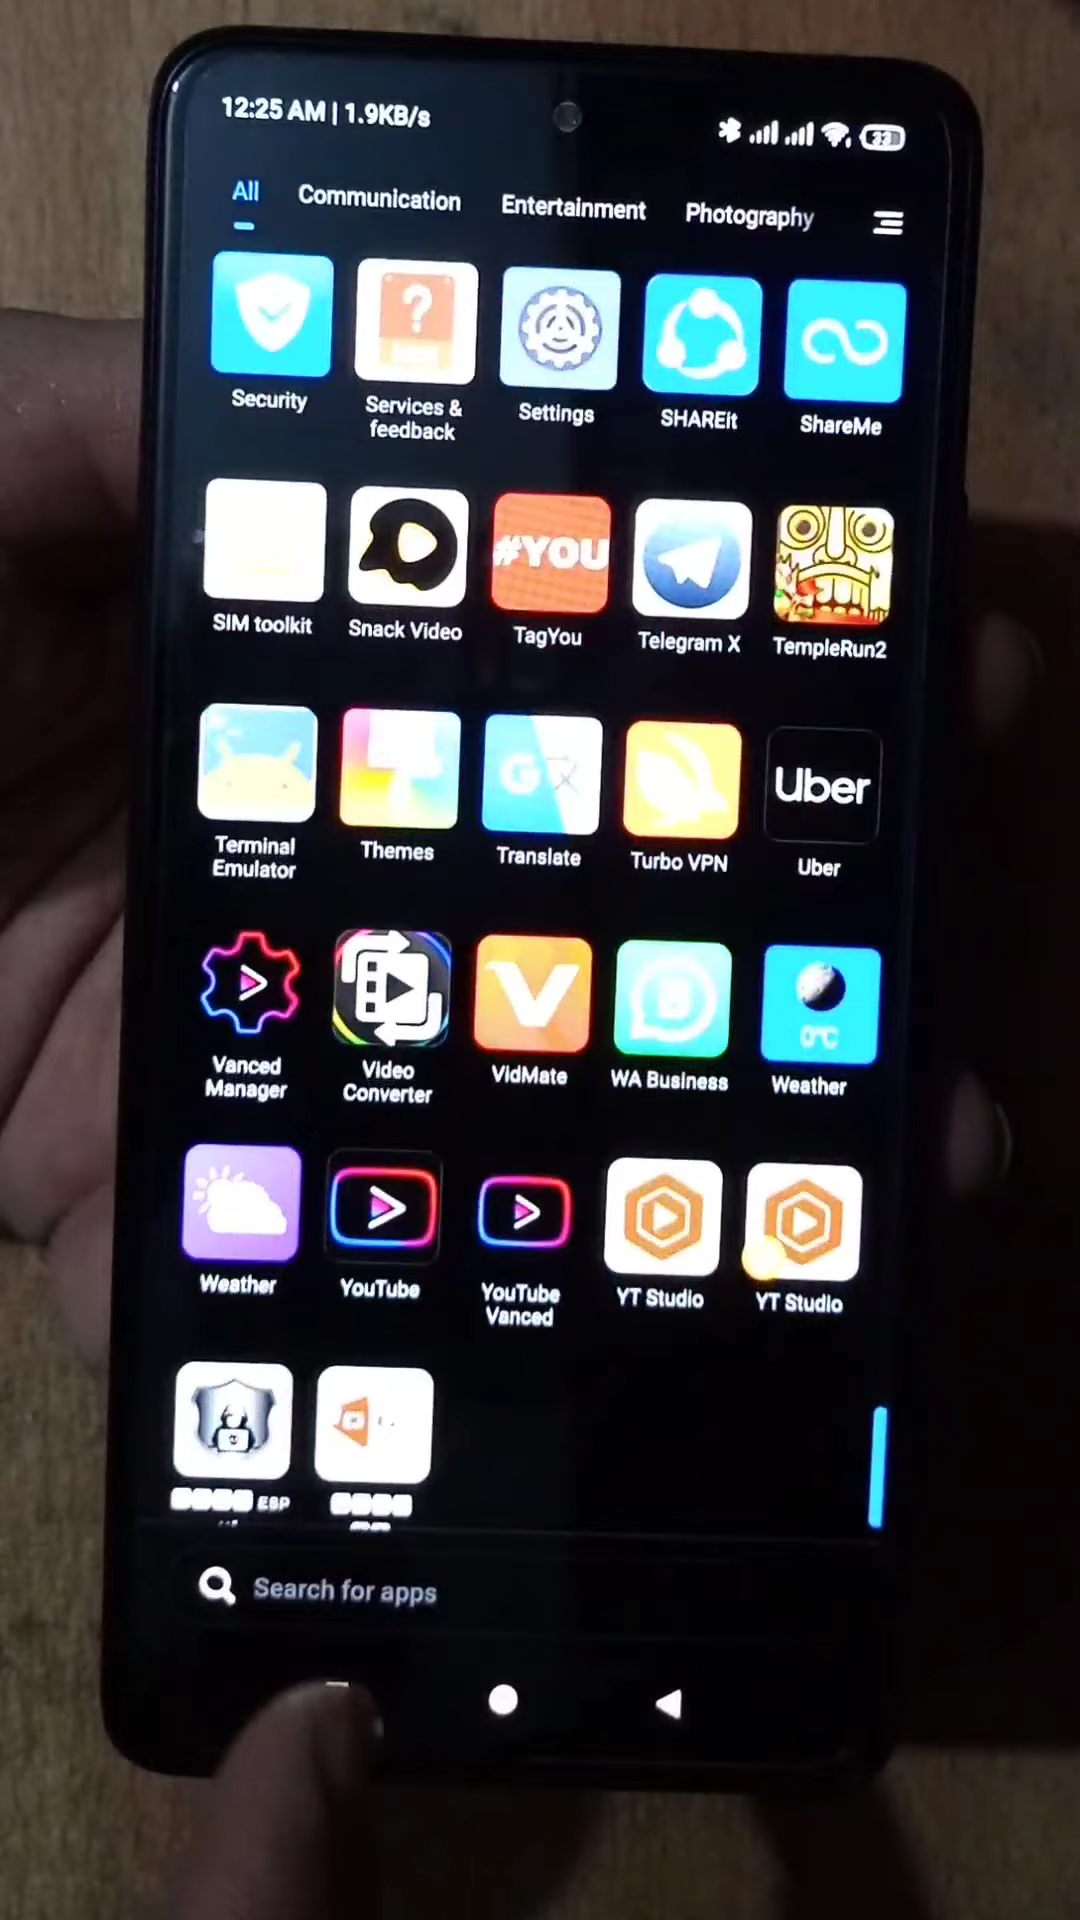 12:25 AM | 1.9KB/s
33
All Communication Entertainment Photography
Security
Services &
feedback
Settings
SHAREit
ShareMe
#YOU
SIM toolkit
Snack Video
TagYou
Telegram X
TempleRun2
G
Uber
Terminal
Emulator
Themes
Translate
Turbo VPN
Uber
B
0°C
Vanced
Manager
Video
Converter
VidMate
WA Business
Weather
Weather
YouTube
YouTube
Vanced
YT Studio
YT Studio
ESP
Search for apps